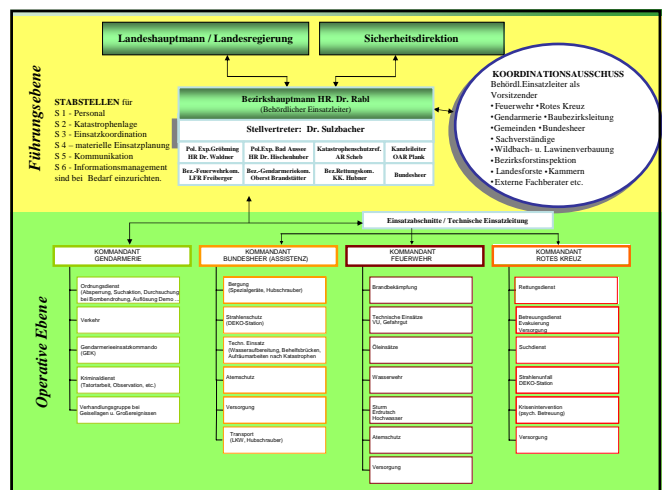 Landeshauptmann / Landesregierung
Sicherheitsdirektion
Führungsebene
STABSTELLEN für
S 1 - Personal
S 2 - Katastrophenlage
S 3 - Einsatzkoordination
S 4 – materielle Einsatzplanung
S 5 - Kommunikation
S 6 - Informationsmanagement
sind bei Bedarf einzurichten.
Bezirkshauptmann HR. Dr. Rabl
(Behördlicher Einsatzleiter)
Stellvertreter: Dr. Sulzbacher
Pol. Exp.Gröbming
HR Dr. Waldner
Pol.Exp. Bad Aussee
HR Dr. Hischenhuber
Katastrophenschutzref.
AR Scheb
Kanzleileiter
OAR Plank
Bez.-Feuerwehrkom.
LFR Freiberger
Bez.-Gendarmeriekom.
Oberst Brandstätter
Bez.Rettungskom.
KK. Hubner
Bundesheer
KOORDINATIONSAUSSCHUSS
Behördl.Einsatzleiter als
Vorsitzender
•Feuerwehr •Rotes Kreuz
•Gendarmerie •Baubezirksleitung
•Gemeinden •Bundesheer
• Sachverständige
•Wildbach- u. Lawinenverbauung
•Bezirksforstinspektion
•Landesforste •Kammern
•Externe Fachberater etc.
Operative Ebene
Einsatzabschnitte / Technische Einsatzleitung
KOMMANDANT
GENDARMERIE
Ordnungsdienst
(Absperrung, Suchaktion, Durchsuchung
bei Bombendrohung, Auflösung Demo ...
Verkehr
Gendarmerieeinsatzkommando
(GEK)
Kriminaldienst
(Tatortarbeit, Observation, etc.)
Verhandlungsgruppe bei
Geisellagen u. Großereignissen
KOMMANDANT
BUNDESHEER (ASSISTENZ)
Bergung
(Spezialgeräte, Hubschrauber)
Strahlenschutz
(DEKO-Station)
Techn. Einsatz
(Wasseraufbereitung, Behelfsbrücken,
Aufräumarbeiten nach Katastrophen)
Atemschutz
Versorgung
Transport
(LKW, Hubschrauber)
KOMMANDANT
FEUERWEHR
Brandbekämpfung
Technische Einsätze
VU, Gefahrgut
Öleinsätze
Wasserwehr
Sturm
Erdrutsch
Hochwasser
Atemschutz
Versorgung
KOMMANDANT
ROTES KREUZ
Rettungsdienst
Betreuungsdienst
Evakuierung
Versorgung
Suchdienst
Strahlenunfall
DEKO-Station
Krisenintervention
(psych. Betreuung)
Versorgung